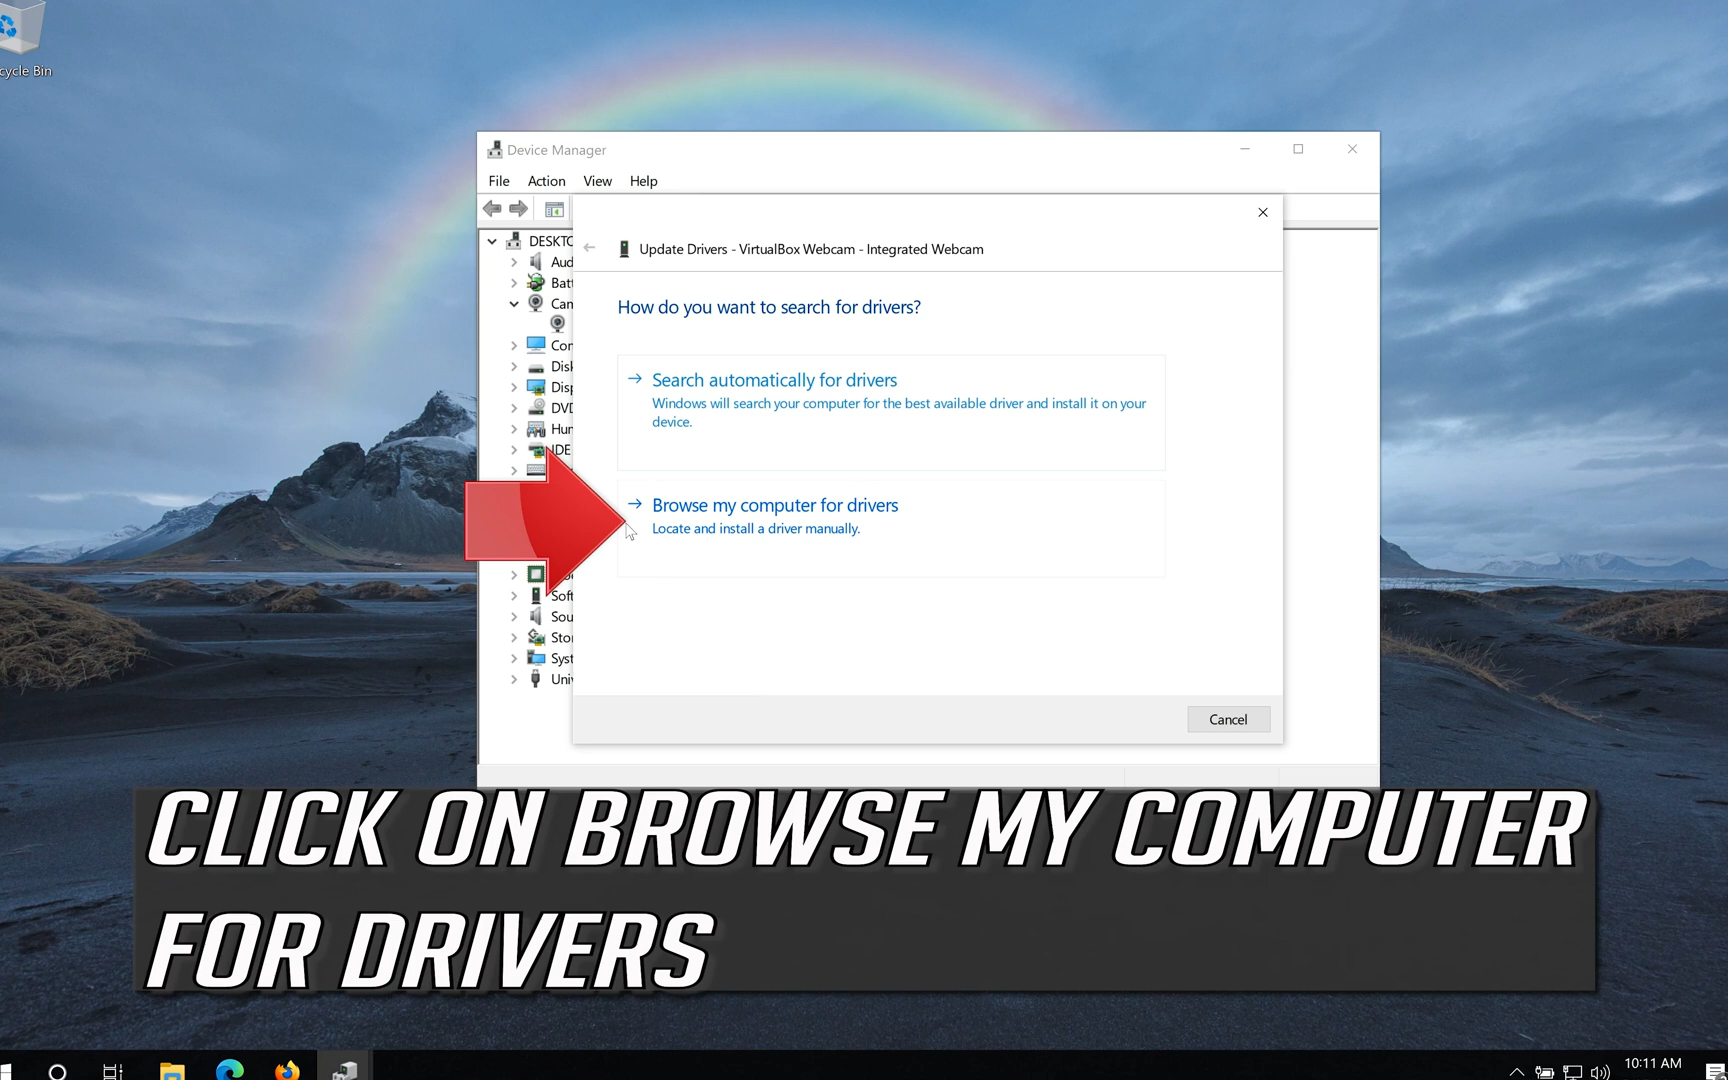 cycle Bin
Device Manager
File Action View Help
DESKTO
Update Drivers - VirtualBox Webcam - Integrated Webcam
Aud
Batt
Cam
How do you want to search for drivers?
Com
Disk
Disp
DVD
Hum
IDE
Search automatically for drivers
Windows will search your computer for the best available driver and install it on your
device.
Browse my computer for drivers
Locate and install a driver manually.
Soft
Sou
Stor
Syst
Univ
Cancel
CLICK ON BROWSE MY COMPUTER
FOR DRIVERS
10:11 AM